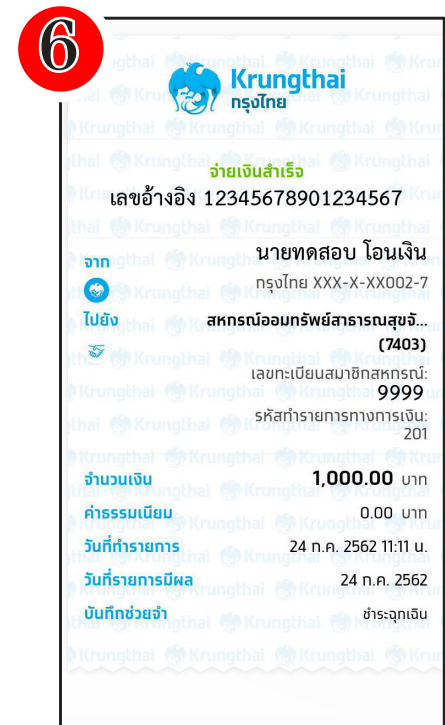 6
Krungthai
กรุงไทย
จ่ายเงินสำเร็จ
เลขอ้างอิง 12345678901234567
จาก
นายทดสอบ โอนเงิน
กรุงไทย XXX-X-XX002-7
ไปยัง
สหกรณ์ออมทรัพย์สาธารณสุขจั...
(7403)
เลขทะเบียนสมาชิกสหกรณ์:
9999
รหัสทำรายการทางการเงิน:
201
จำนวนเงิน 1,000.00 บาท
ค่าธรรมเนียม 0.00 บาท
วันที่ทำรายการ 24 ก.ค. 2562 11:11 น.
วันที่รายการมีผล 24 ก.ค. 2562
บันทึกช่วยจำ ชำระฉุกเฉิน